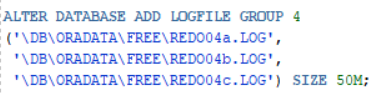 ALTER DATABASE ADD LOGFILE GROUP 4
('\DB\ORADATA\FREE\REDO04a.LOG',
'\DB\ORADATA\FREE\REDO04b.LOG',
'\DB\ORADATA\FREE\REDO04c.LOG') SIZE 50M;